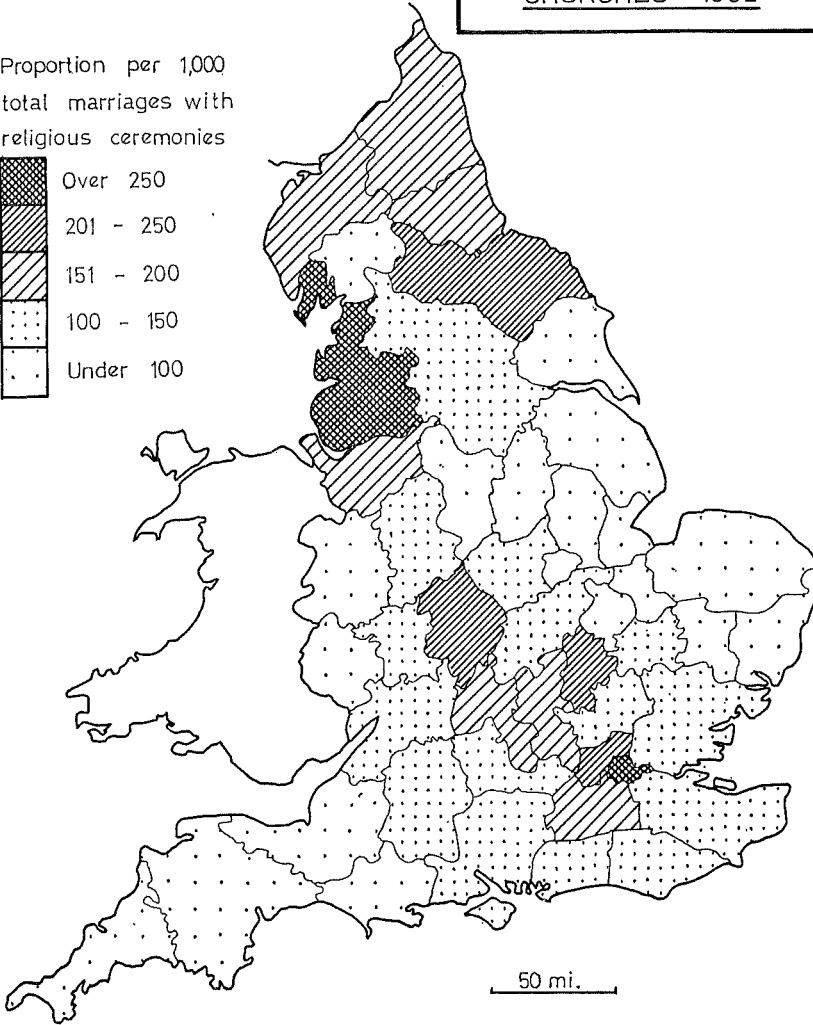 Proportion per 1,000
total marriages with
religious ceremonies
Over 250
201 - 250
151 - 200
100 - 150
Under 100
50 mi.